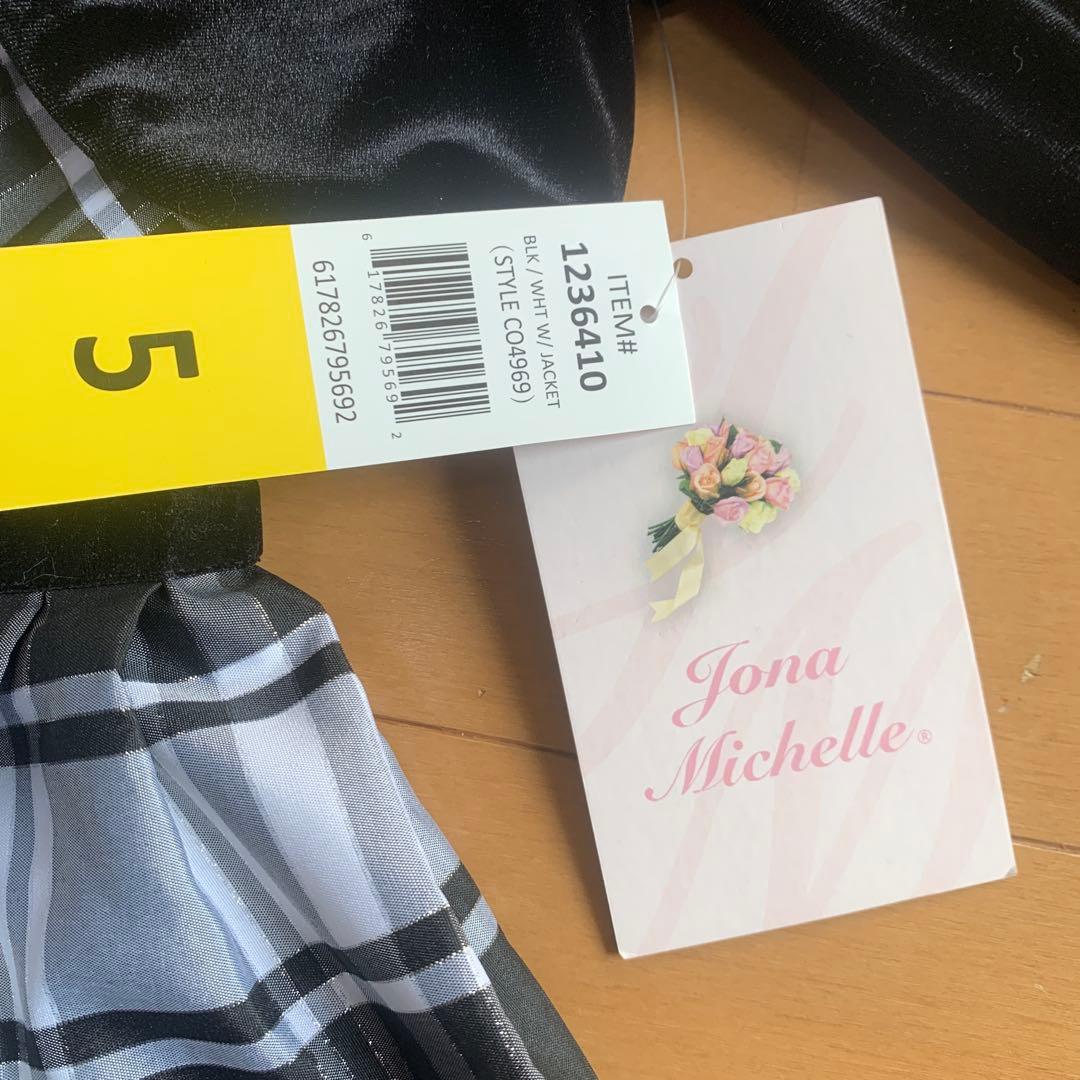 ITEM#
1236410
BLK / WHT W/ JACKET
(STYLE CO4969)
6 17826 79569 2
617826795692
5
Jona
Michelle®